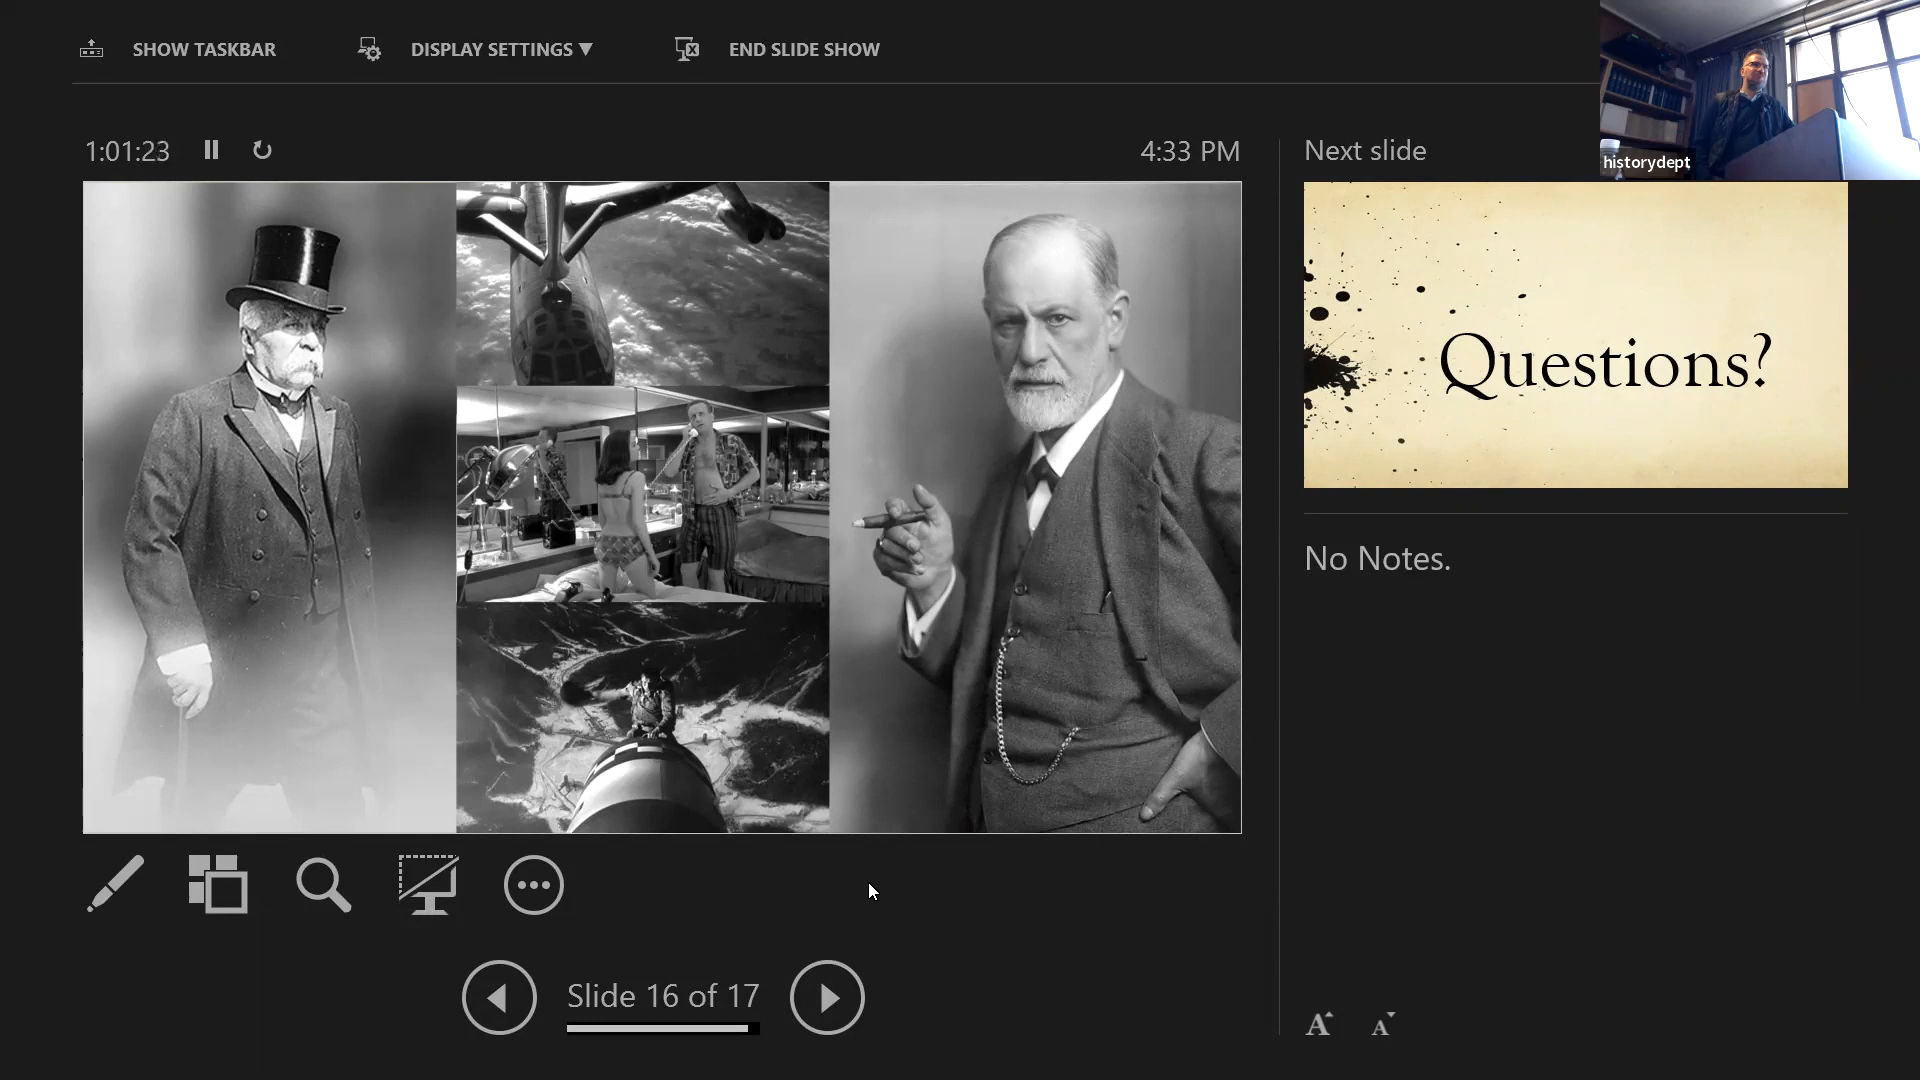 SHOW TASKBAR
DISPLAY SETTINGS ▼
END SLIDE SHOW
historydept
1:01:23
4:33 PM
Next slide
Questions?
No Notes.
Slide 16 of 17
A
A